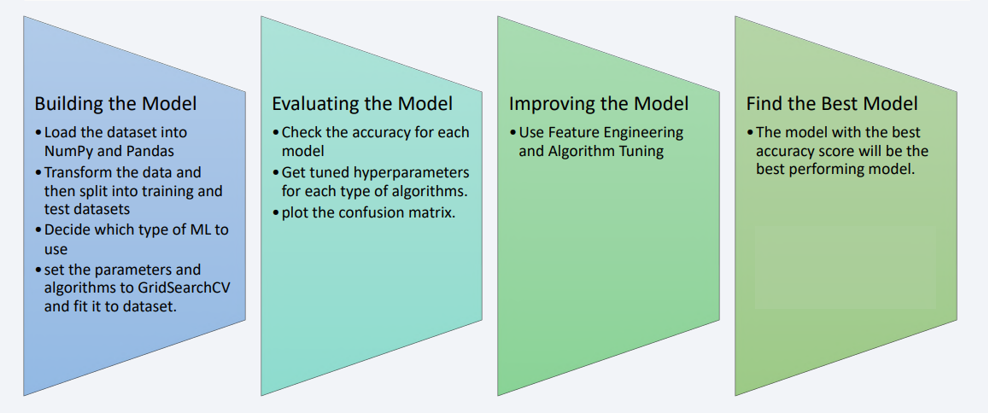 Building the Model
•Load the dataset into
NumPy and Pandas
•Transform the data and
then split into training and
test datasets
•Decide which type of ML to
use
•set the parameters and
algorithms to GridSearchCV
and fit it to dataset.
Evaluating the Model
•Check the accuracy for each
model
•Get tuned hyperparameters
for each type of algorithms.
•plot the confusion matrix.
Improving the Model
•Use Feature Engineering
and Algorithm Tuning
Find the Best Model
•The model with the best
accuracy score will be the
best performing model.